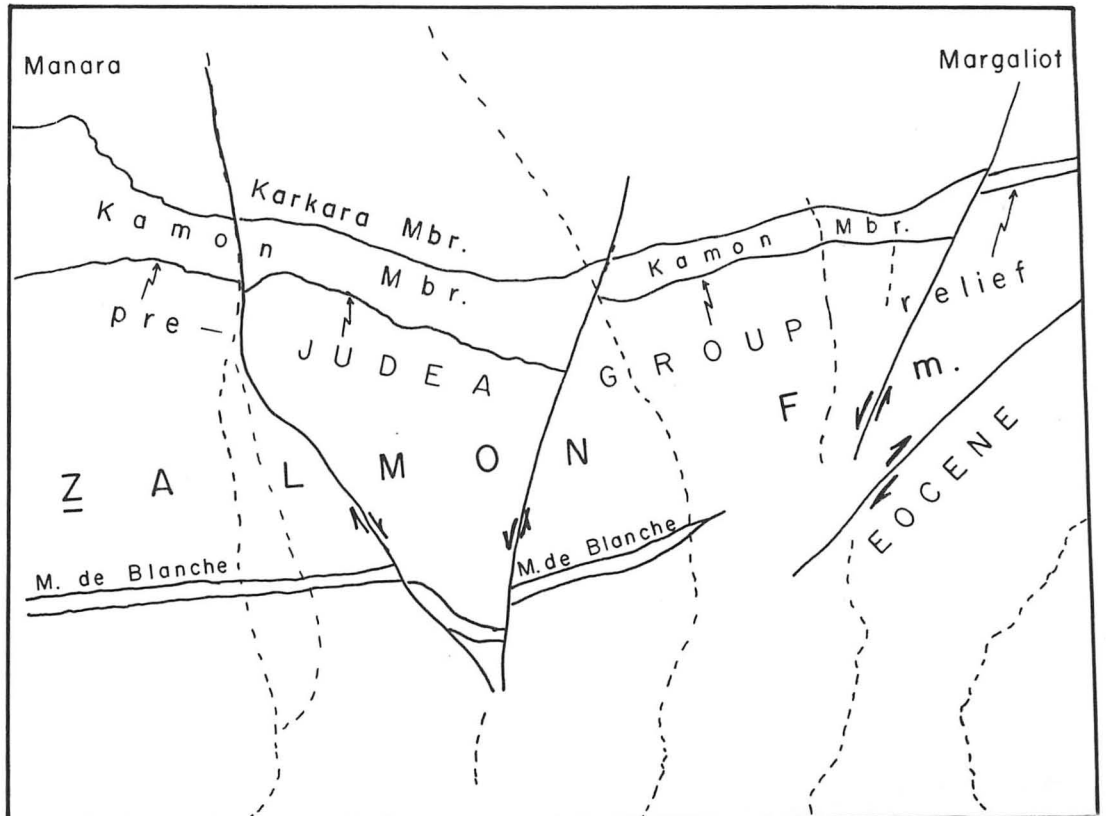 Manara
Margaliot
Karkara Mbr.
Kamon Mbr.
Kamon Mbr.
pre - JUDEA GROUP relief
ZALMON Fm.
M. de Blanche
M. de Blanche
EOCENE